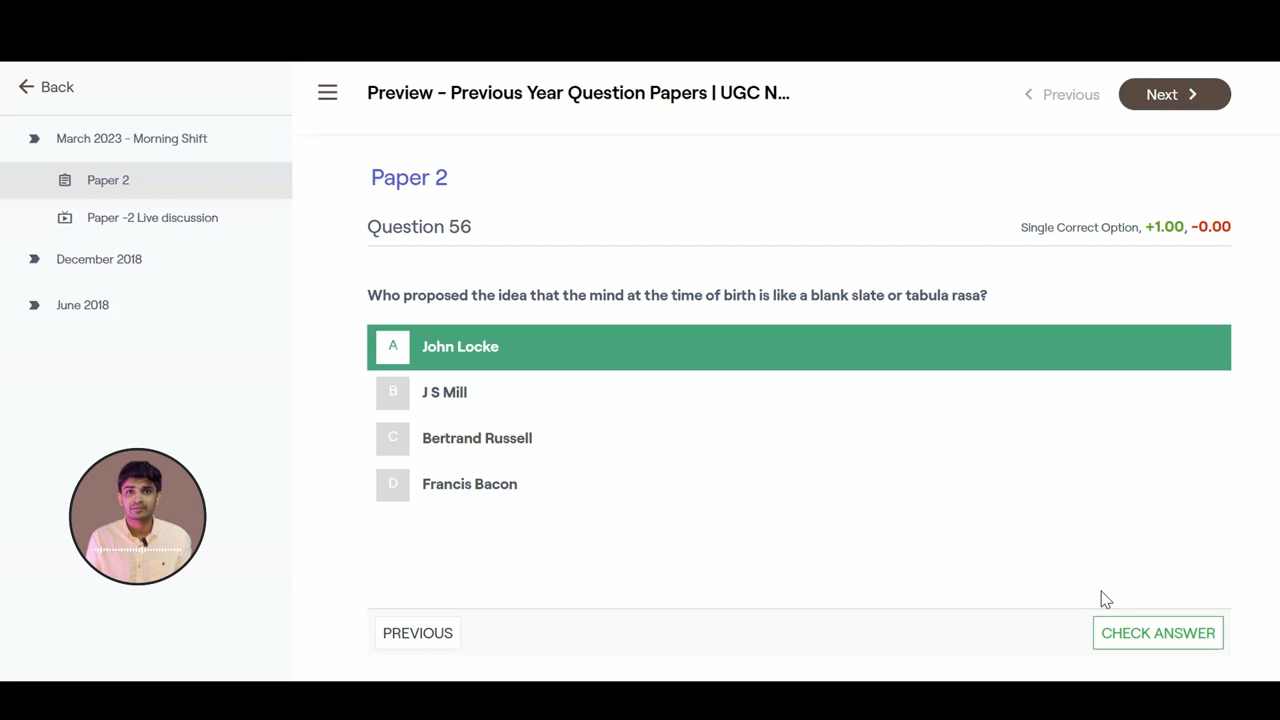 Back
Preview - Previous Year Question Papers | UGC N...
Previous
Next
March 2023 - Morning Shift
Paper 2
Paper -2 Live discussion
December 2018
June 2018
Paper 2
Question 56
Single Correct Option, +1.00, -0.00
Who proposed the idea that the mind at the time of birth is like a blank slate or tabula rasa?
A John Locke
B J S Mill
C Bertrand Russell
D Francis Bacon
PREVIOUS
CHECK ANSWER